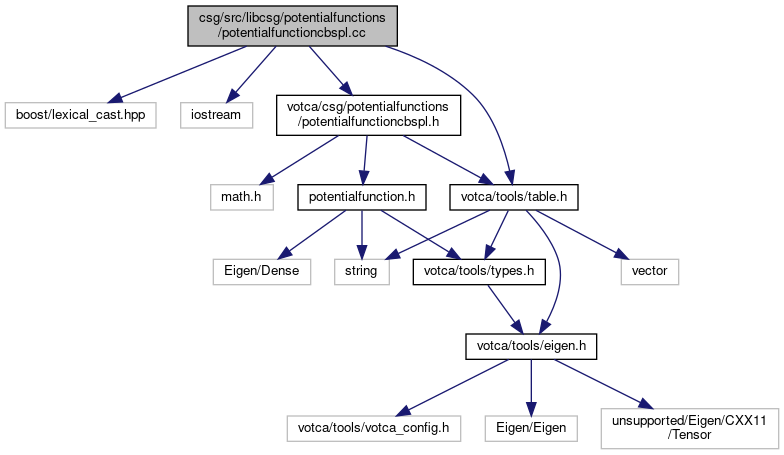 csg/src/libcsg/potentialfunctions
/potentialfunctioncbspl.cc
boost/lexical_cast.hpp
iostream
votca/csg/potentialfunctions
/potentialfunctioncbspl.h
math.h
potentialfunction.h
votca/tools/table.h
Eigen/Dense
string
votca/tools/types.h
vector
votca/tools/eigen.h
votca/tools/votca_config.h
Eigen/Eigen
unsupported/Eigen/CXX11
/Tensor